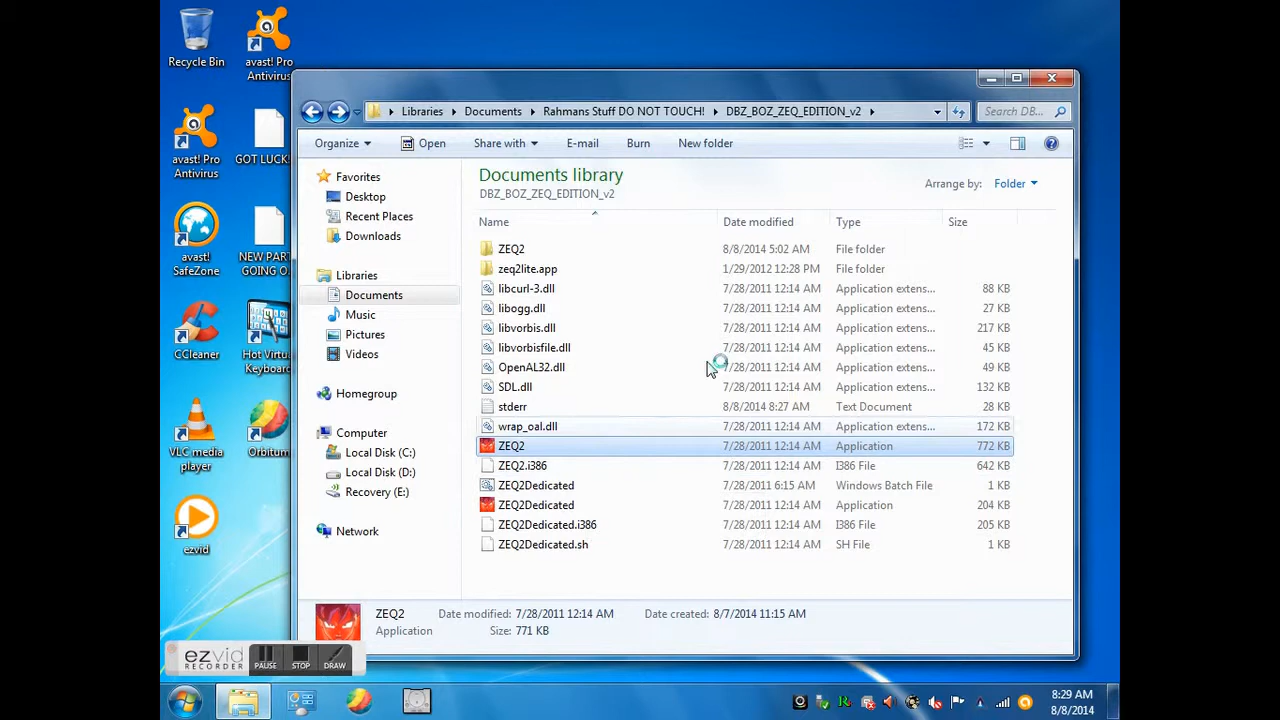 Recycle Bin
avast! Pro
Antivirus
avast! Pro
Antivirus
GOT LUCK!
avast!
SafeZone
NEW PART
GOING O...
CCleaner
Hot Virtu
Keyboard
VLC media
player
Orbitum
ezvid
Libraries
Documents
Rahmans Stuff DO NOT TOUCH!
DBZ_BOZ_ZEQ_EDITION_v2
Search DB...
Organize
Open
Share with
E-mail
Burn
New folder
Favorites
Desktop
Recent Places
Downloads
Libraries
Documents
Music
Pictures
Videos
Homegroup
Computer
Local Disk (C:)
Local Disk (D:)
Recovery (E:)
Network
Documents library
DBZ_BOZ_ZEQ_EDITION_v2
Arrange by: Folder
Name Date modified Type Size
ZEQ2 8/8/2014 5:02 AM File folder
zeq2lite.app 1/29/2012 12:28 PM File folder
libcurl-3.dll 7/28/2011 12:14 AM Application extens... 88 KB
libogg.dll 7/28/2011 12:14 AM Application extens... 27 KB
libvorbis.dll 7/28/2011 12:14 AM Application extens... 217 KB
libvorbisfile.dll 7/28/2011 12:14 AM Application extens... 45 KB
OpenAL32.dll 7/28/2011 12:14 AM Application extens... 49 KB
SDL.dll 7/28/2011 12:14 AM Application extens... 132 KB
stderr 8/8/2014 8:27 AM Text Document 28 KB
wrap_oal.dll 7/28/2011 12:14 AM Application extens... 172 KB
ZEQ2 7/28/2011 12:14 AM Application 772 KB
ZEQ2.i386 7/28/2011 12:14 AM I386 File 642 KB
ZEQ2Dedicated 7/28/2011 6:15 AM Windows Batch File 1 KB
ZEQ2Dedicated 7/28/2011 12:14 AM Application 204 KB
ZEQ2Dedicated.i386 7/28/2011 12:14 AM I386 File 205 KB
ZEQ2Dedicated.sh 7/28/2011 12:14 AM SH File 1 KB
ZEQ2 Date modified: 7/28/2011 12:14 AM Date created: 8/7/2014 11:15 AM
Application Size: 771 KB
ezvid
RECORDER
PAUSE
STOP
DRAW
8:29 AM
8/8/2014